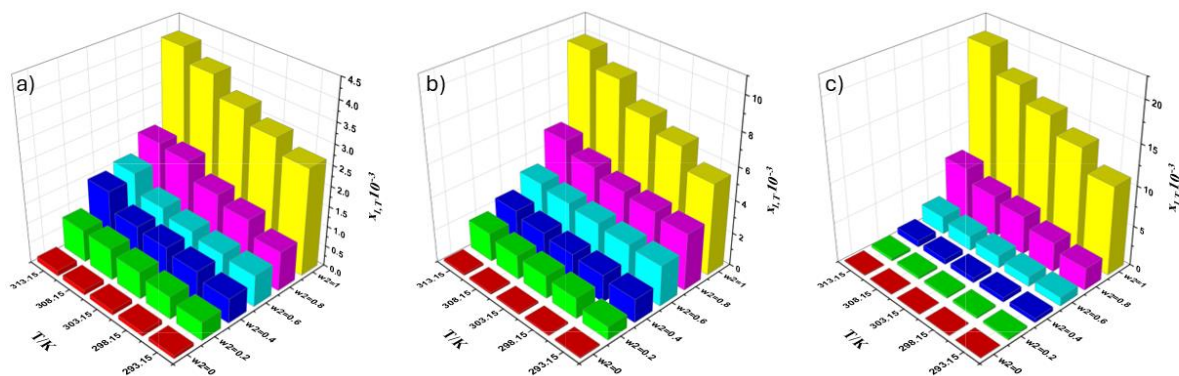 a)
4.5
4.0
3.5
3.0
2.5
2.0
1.5
1.0
0.5
0.0
x₁,T 10⁻³
313.15
308.15
303.15
298.15
293.15
T/K
w2=1
w2=0.8
w2=0.6
w2=0.4
w2=0.2
w2=0
b)
10
8
6
4
2
0
x₁,T 10⁻³
313.15
308.15
303.15
298.15
293.15
T/K
w2=1
w2=0.8
w2=0.6
w2=0.4
w2=0.2
w2=0
c)
20
15
10
5
0
x₁,T 10⁻³
313.15
308.15
303.15
298.15
293.15
T/K
w2=1
w2=0.8
w2=0.6
w2=0.4
w2=0.2
w2=0